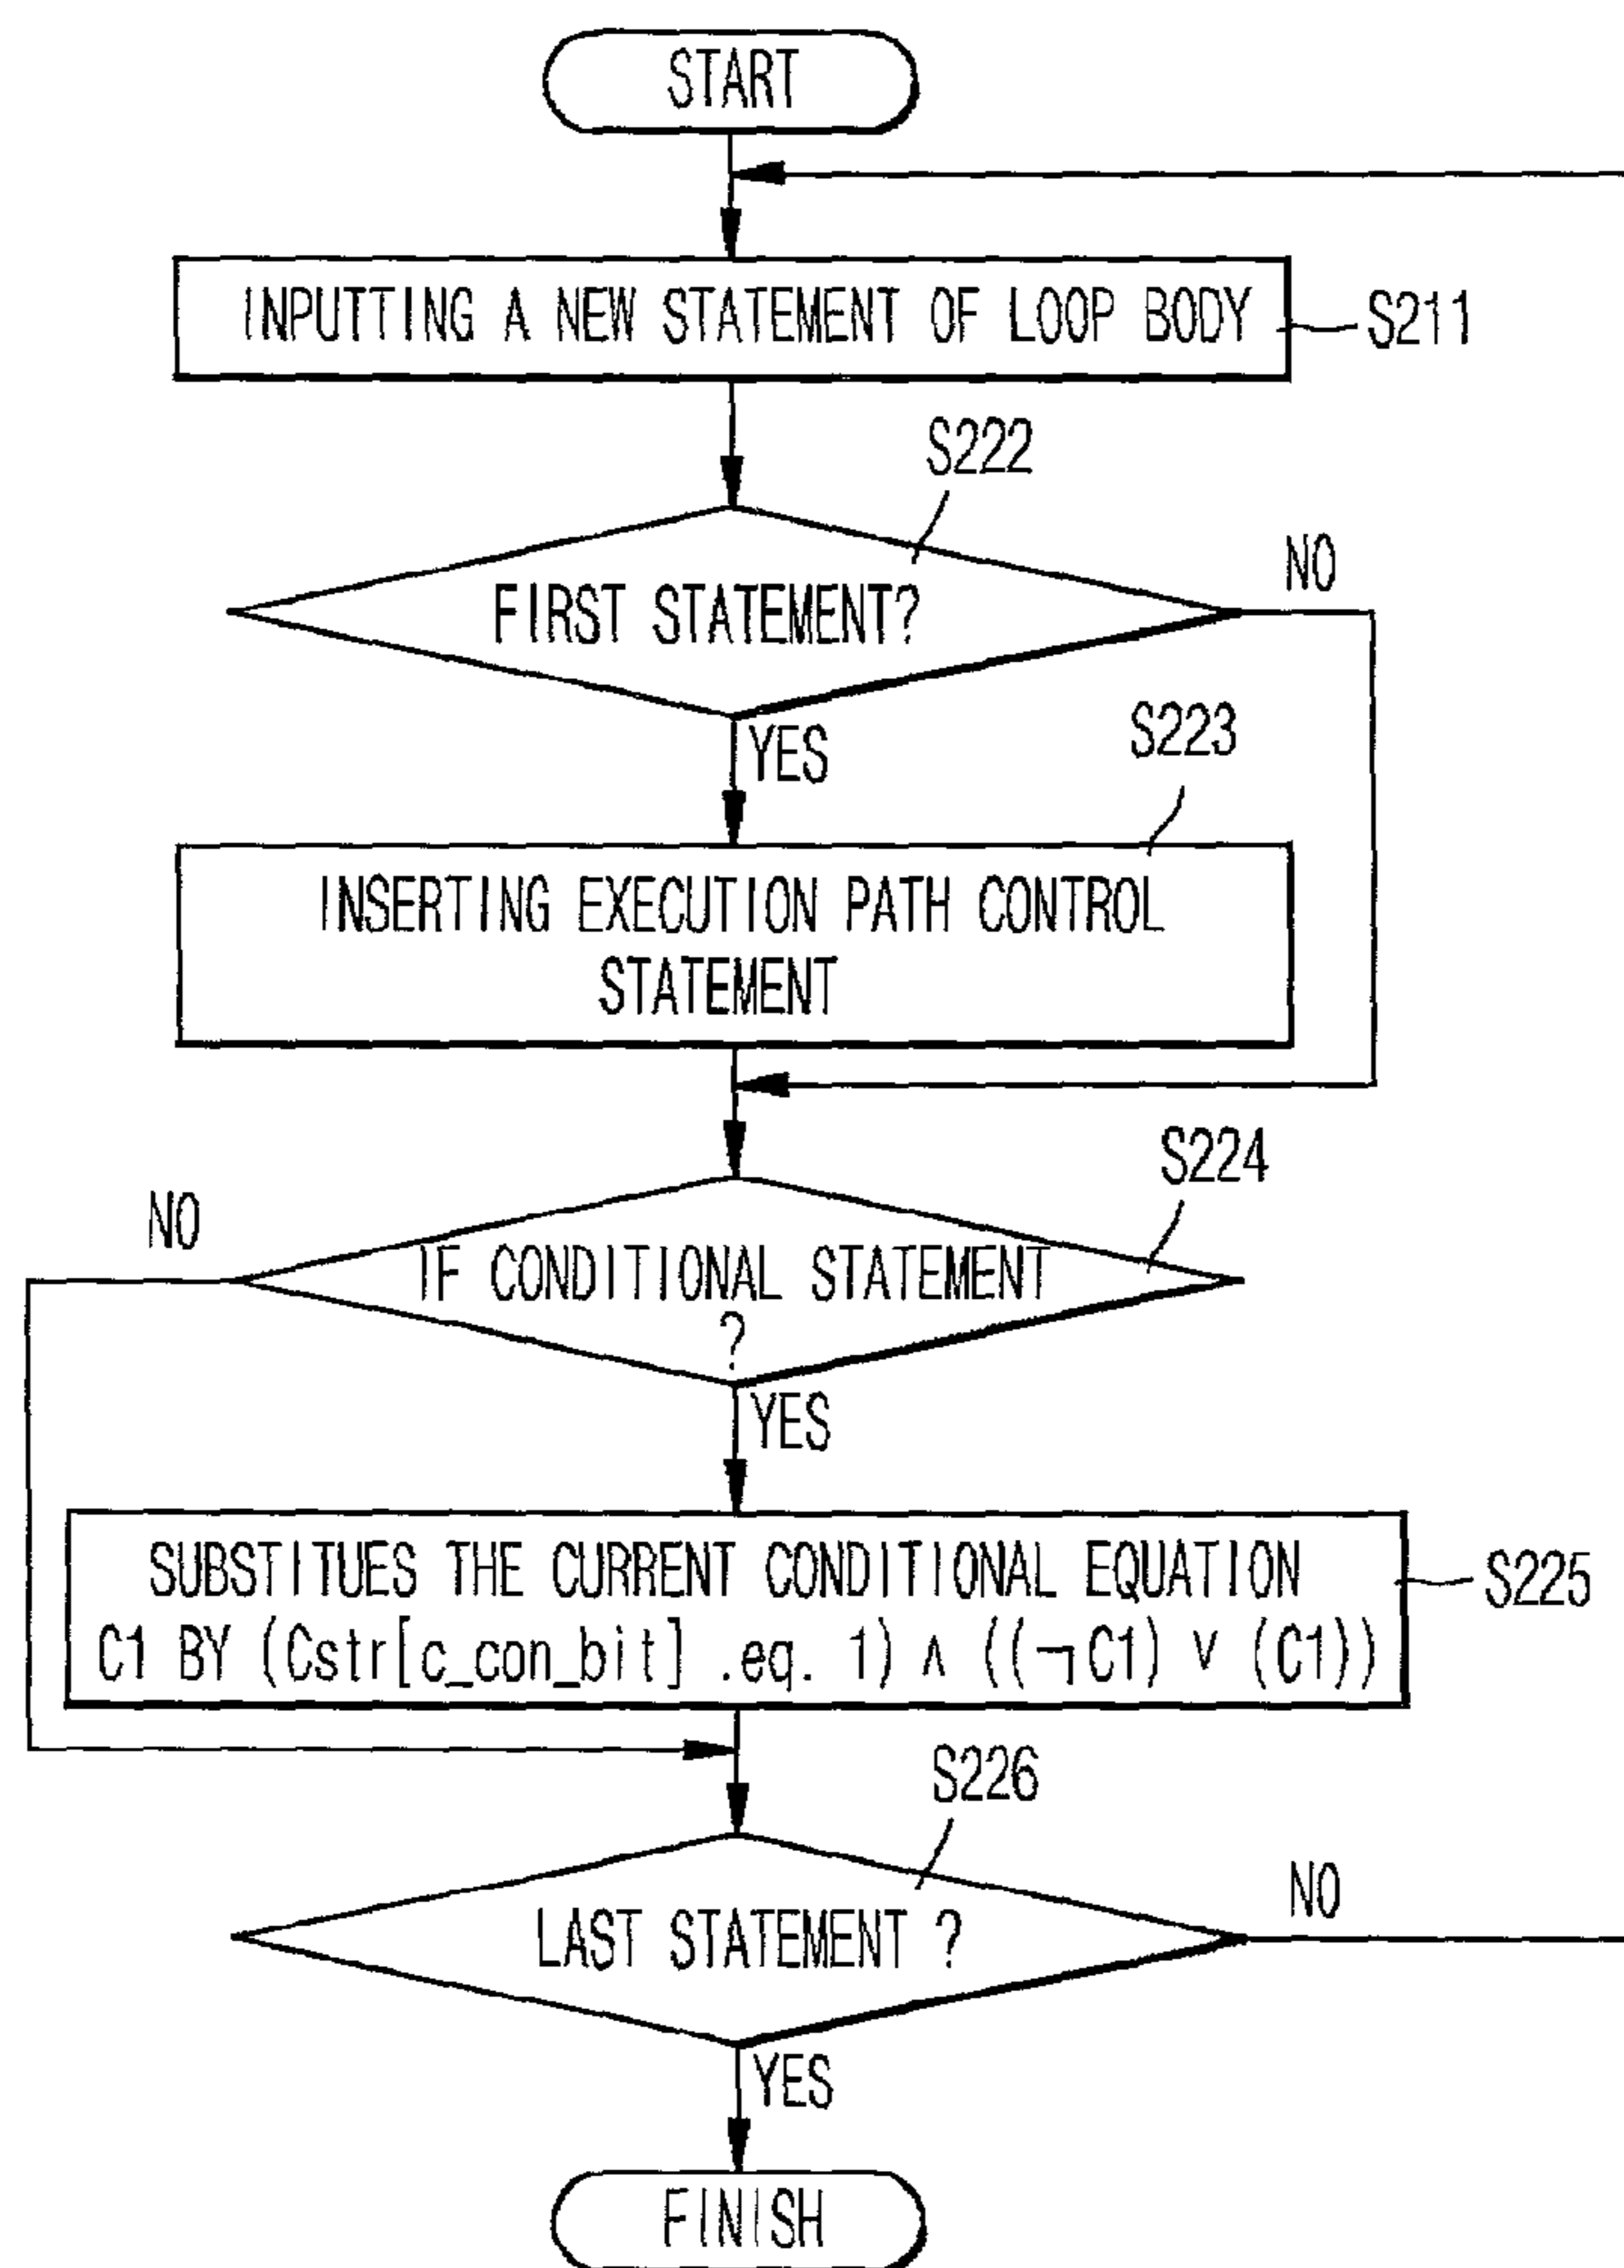 START
INPUTTING A NEW STATEMENT OF LOOP BODY
S211
S222
FIRST STATEMENT?
NO
YES
S223
INSERTING EXECUTION PATH CONTROL
STATEMENT
S224
NO
IF CONDITIONAL STATEMENT
?
YES
SUBSTITUES THE CURRENT CONDITIONAL EQUATION
C1 BY (Cstr[c_con_bit] .eq. 1) ∧ ((¬C1) ∨ (C1))
S225
S226
LAST STATEMENT ?
NO
YES
FINISH